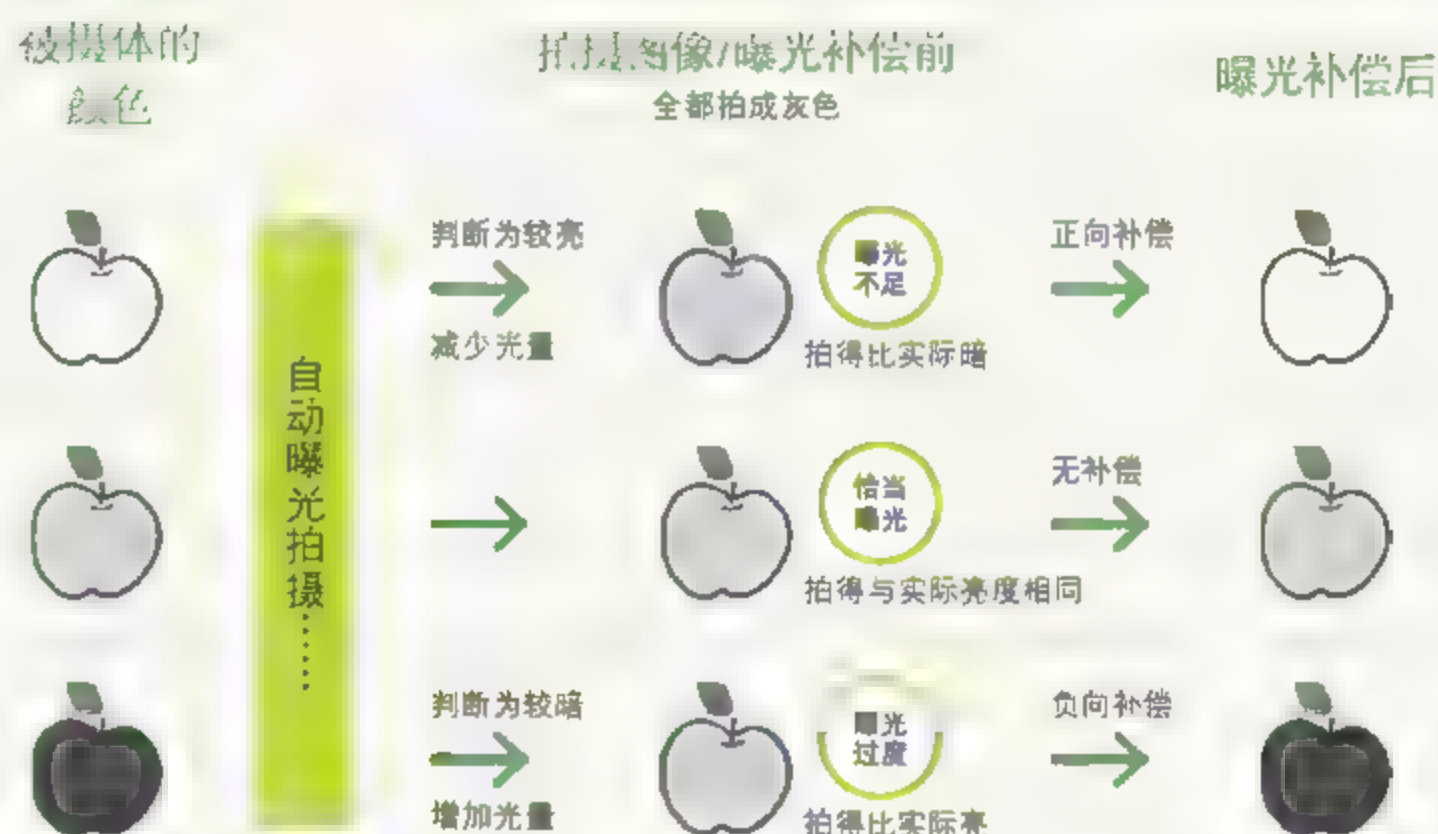 被摄体的
颜色
拍摄图像/曝光补偿前
全都拍成灰色
曝光补偿后
自动曝光拍摄……
判断为较亮
减少光量
曝光
不足
拍得比实际暗
正向补偿
恰当
曝光
拍得与实际亮度相同
无补偿
判断为较暗
增加光量
曝光
过度
拍得比实际亮
负向补偿